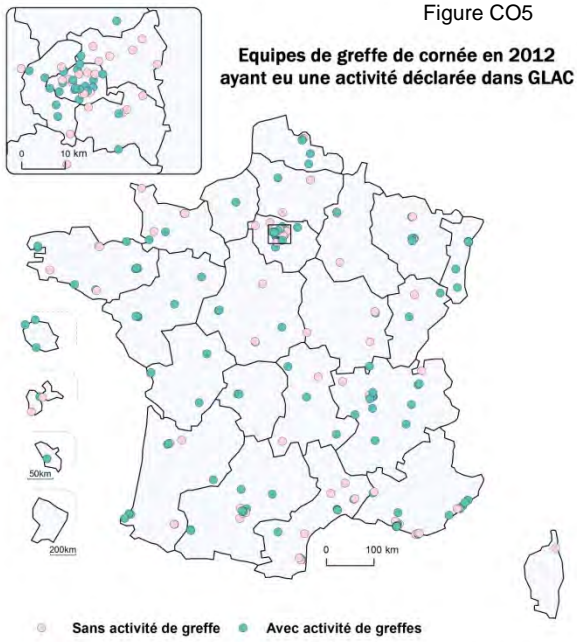 Figure CO5
Equipes de greffe de cornée en 2012
ayant eu une activité déclarée dans GLAC
0 10 km
50km
200km
0 100 km
Sans activité de greffe Avec activité de greffes